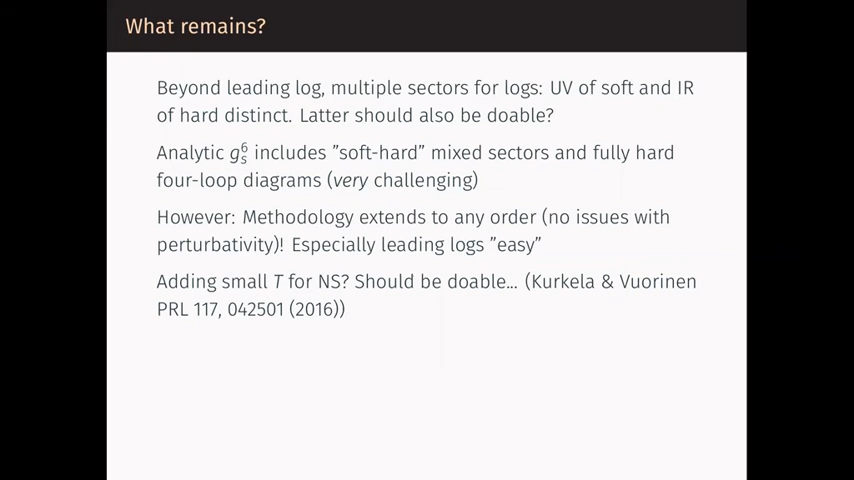 What remains?
Beyond leading log, multiple sectors for logs: UV of soft and IR
of hard distinct. Latter should also be doable?
Analytic g_s^6 includes ”soft-hard” mixed sectors and fully hard
four-loop diagrams (very challenging)
However: Methodology extends to any order (no issues with
perturbativity)! Especially leading logs ”easy”
Adding small T for NS? Should be doable... (Kurkela & Vuorinen
PRL 117, 042501 (2016))